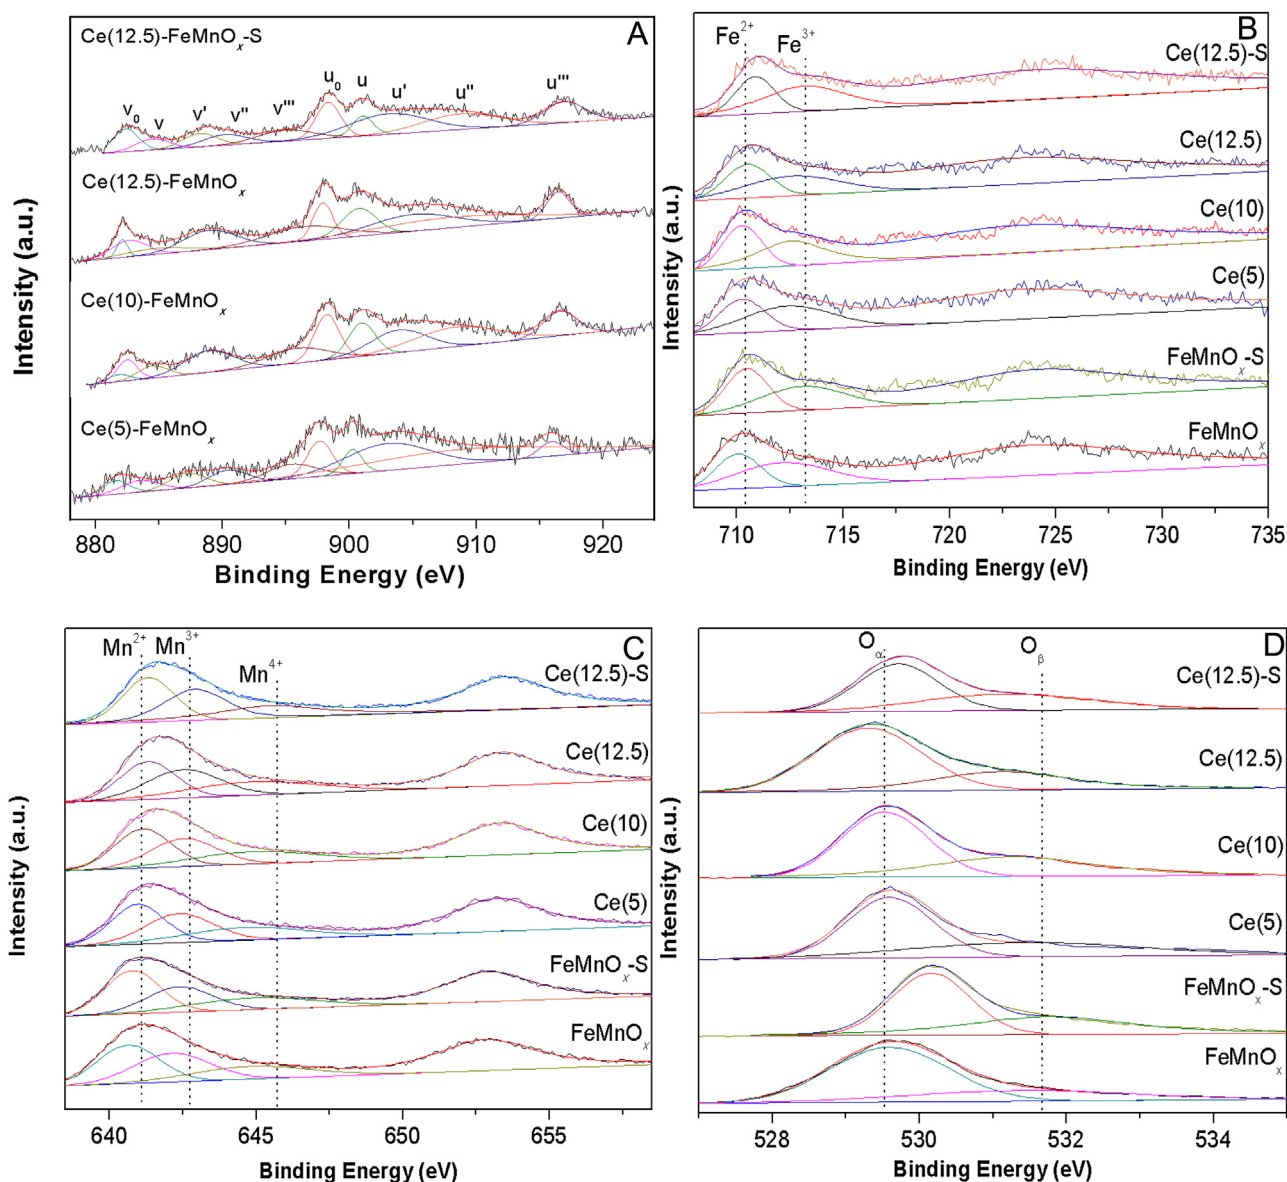 A
Ce(12.5)-FeMnOₓ-S
v₀ v v' v'' v''' u₀ u u' u'' u'''
Ce(12.5)-FeMnOₓ
Ce(10)-FeMnOₓ
Ce(5)-FeMnOₓ
Intensity (a.u.)
880 890 900 910 920
Binding Energy (eV)
B
Fe²⁺ Fe³⁺
Ce(12.5)-S
Ce(12.5)
Ce(10)
Ce(5)
FeMnOₓ-S
FeMnOₓ
Intensity (a.u.)
710 715 720 725 730 735
Binding Energy (eV)
C
Mn²⁺ Mn³⁺ Mn⁴⁺
Ce(12.5)-S
Ce(12.5)
Ce(10)
Ce(5)
FeMnOₓ-S
FeMnOₓ
Intensity (a.u.)
640 645 650 655
Binding Energy (eV)
D
Oα Oβ
Ce(12.5)-S
Ce(12.5)
Ce(10)
Ce(5)
FeMnOₓ-S
FeMnOₓ
Intensity (a.u.)
528 530 532 534
Binding Energy (eV)